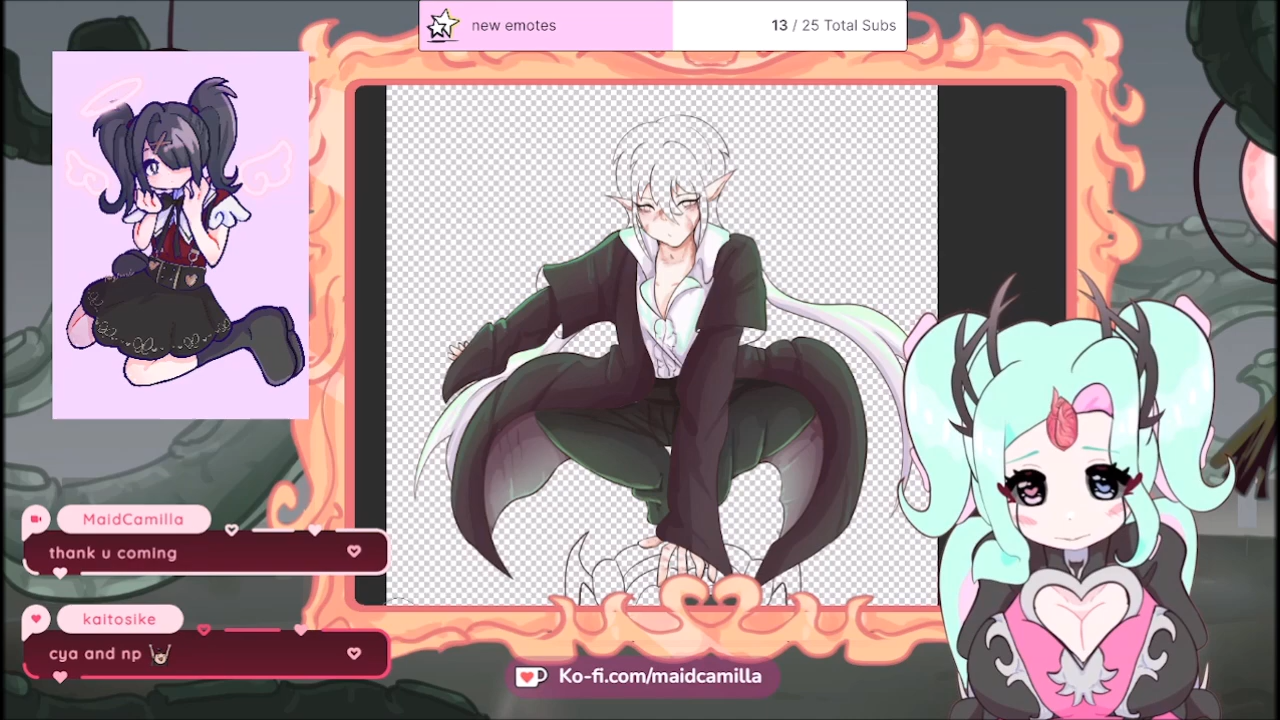 new emotes
13 / 25 Total Subs
MaidCamilla
thank u coming
kaitosike
cya and np
Ko-fi.com/maidcamilla